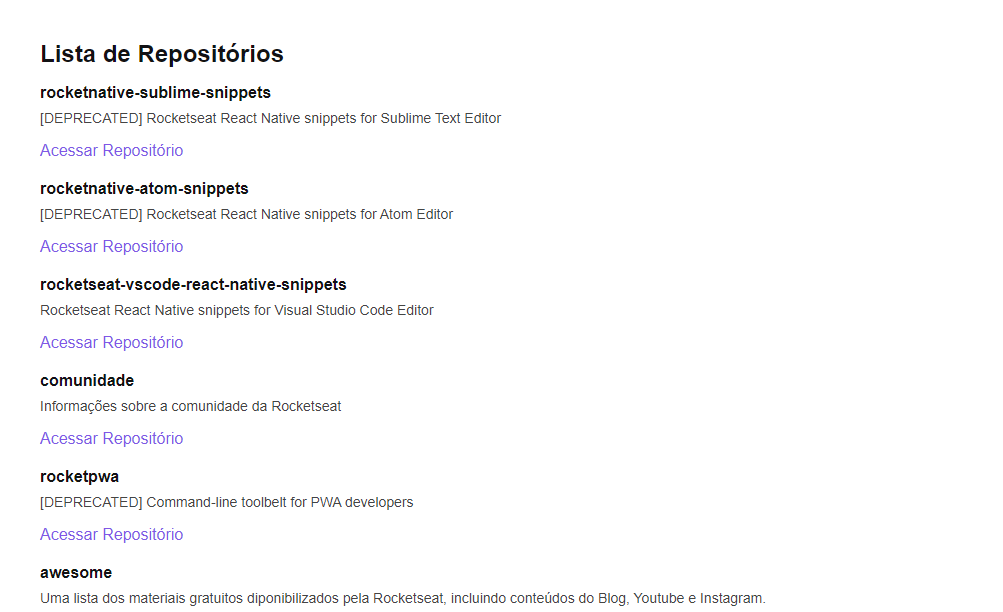 Lista de Repositórios
rocketnative-sublime-snippets
[DEPRECATED] Rocketseat React Native snippets for Sublime Text Editor
Acessar Repositório
rocketnative-atom-snippets
[DEPRECATED] Rocketseat React Native snippets for Atom Editor
Acessar Repositório
rocketseat-vscode-react-native-snippets
Rocketseat React Native snippets for Visual Studio Code Editor
Acessar Repositório
comunidade
Informações sobre a comunidade da Rocketseat
Acessar Repositório
rocketpwa
[DEPRECATED] Command-line toolbelt for PWA developers
Acessar Repositório
awesome
Uma lista dos materiais gratuitos diponibilizados pela Rocketseat, incluindo conteúdos do Blog, Youtube e Instagram.